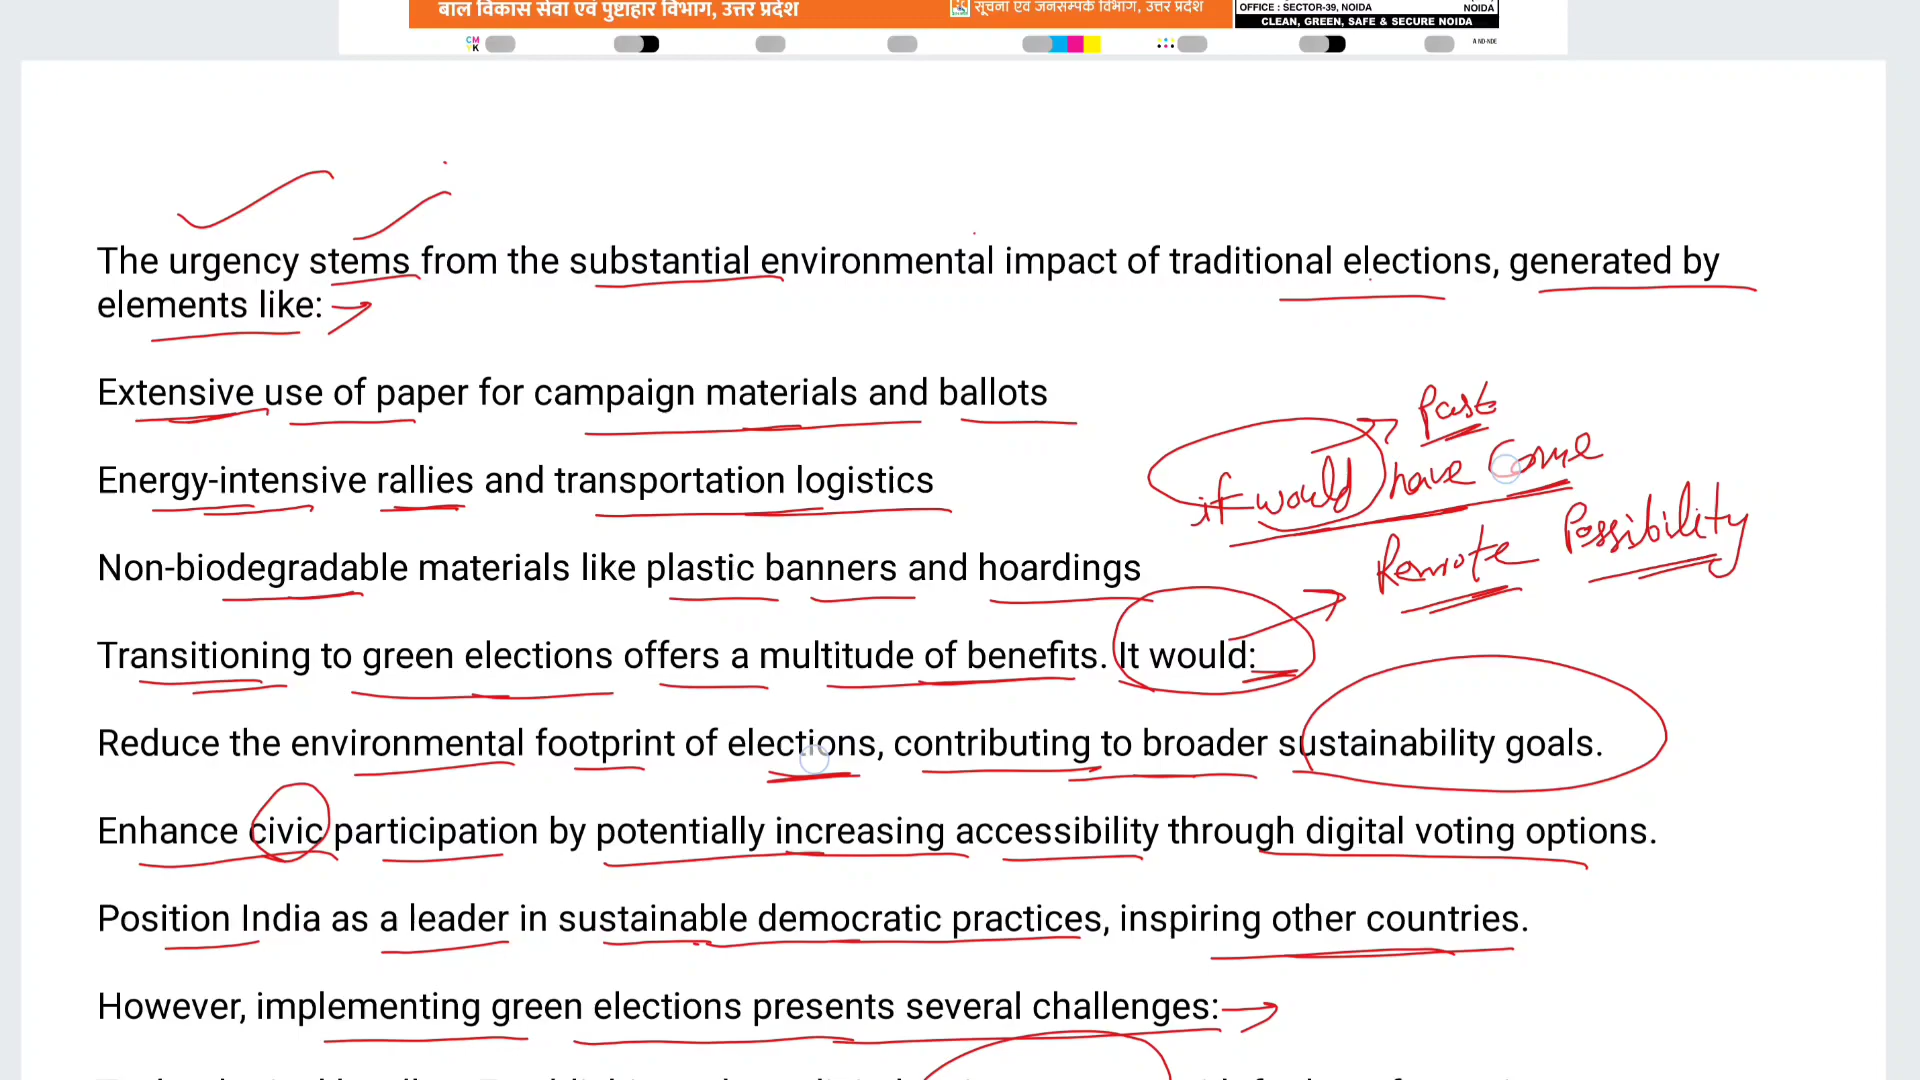 बाल विकास सेवा एवं पुष्टाहार विभाग, उत्तर प्रदेश
सूचना एवं जनसम्पर्क विभाग, उत्तर प्रदेश
OFFICE : SECTOR-39, NOIDA
NOIDA
CLEAN, GREEN, SAFE & SECURE NOIDA
CM
YK
A ND-NDE
The urgency stems from the substantial environmental impact of traditional elections, generated by
elements like:
Extensive use of paper for campaign materials and ballots
Past
if would have come
Energy-intensive rallies and transportation logistics
Remote Possibility
Non-biodegradable materials like plastic banners and hoardings
Transitioning to green elections offers a multitude of benefits. It would:
Reduce the environmental footprint of elections, contributing to broader sustainability goals.
Enhance civic participation by potentially increasing accessibility through digital voting options.
Position India as a leader in sustainable democratic practices, inspiring other countries.
However, implementing green elections presents several challenges: